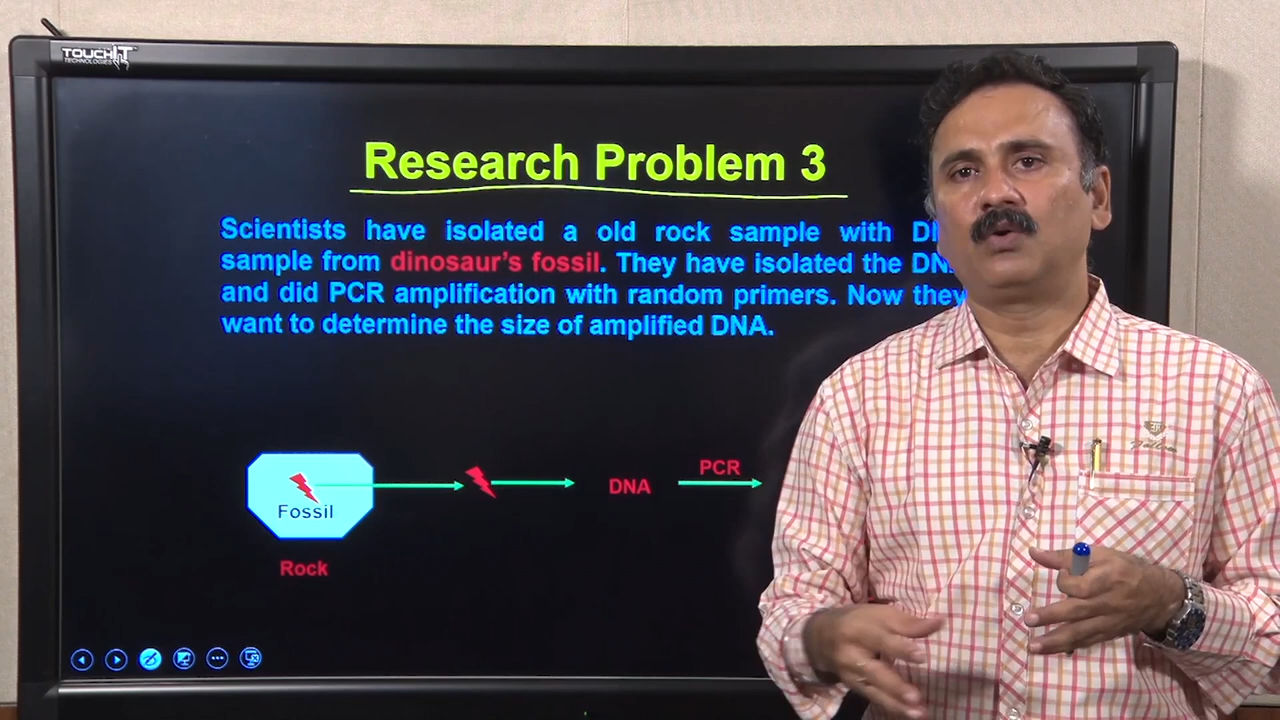 TOUCHIT
TECHNOLOGIES
Research Problem 3
Scientists have isolated a old rock sample with
sample from dinosaur's fossil. They have isolated the
and did PCR amplification with random primers. Now they
want to determine the size of amplified DNA.
PCR
DNA
Fossil
Rock